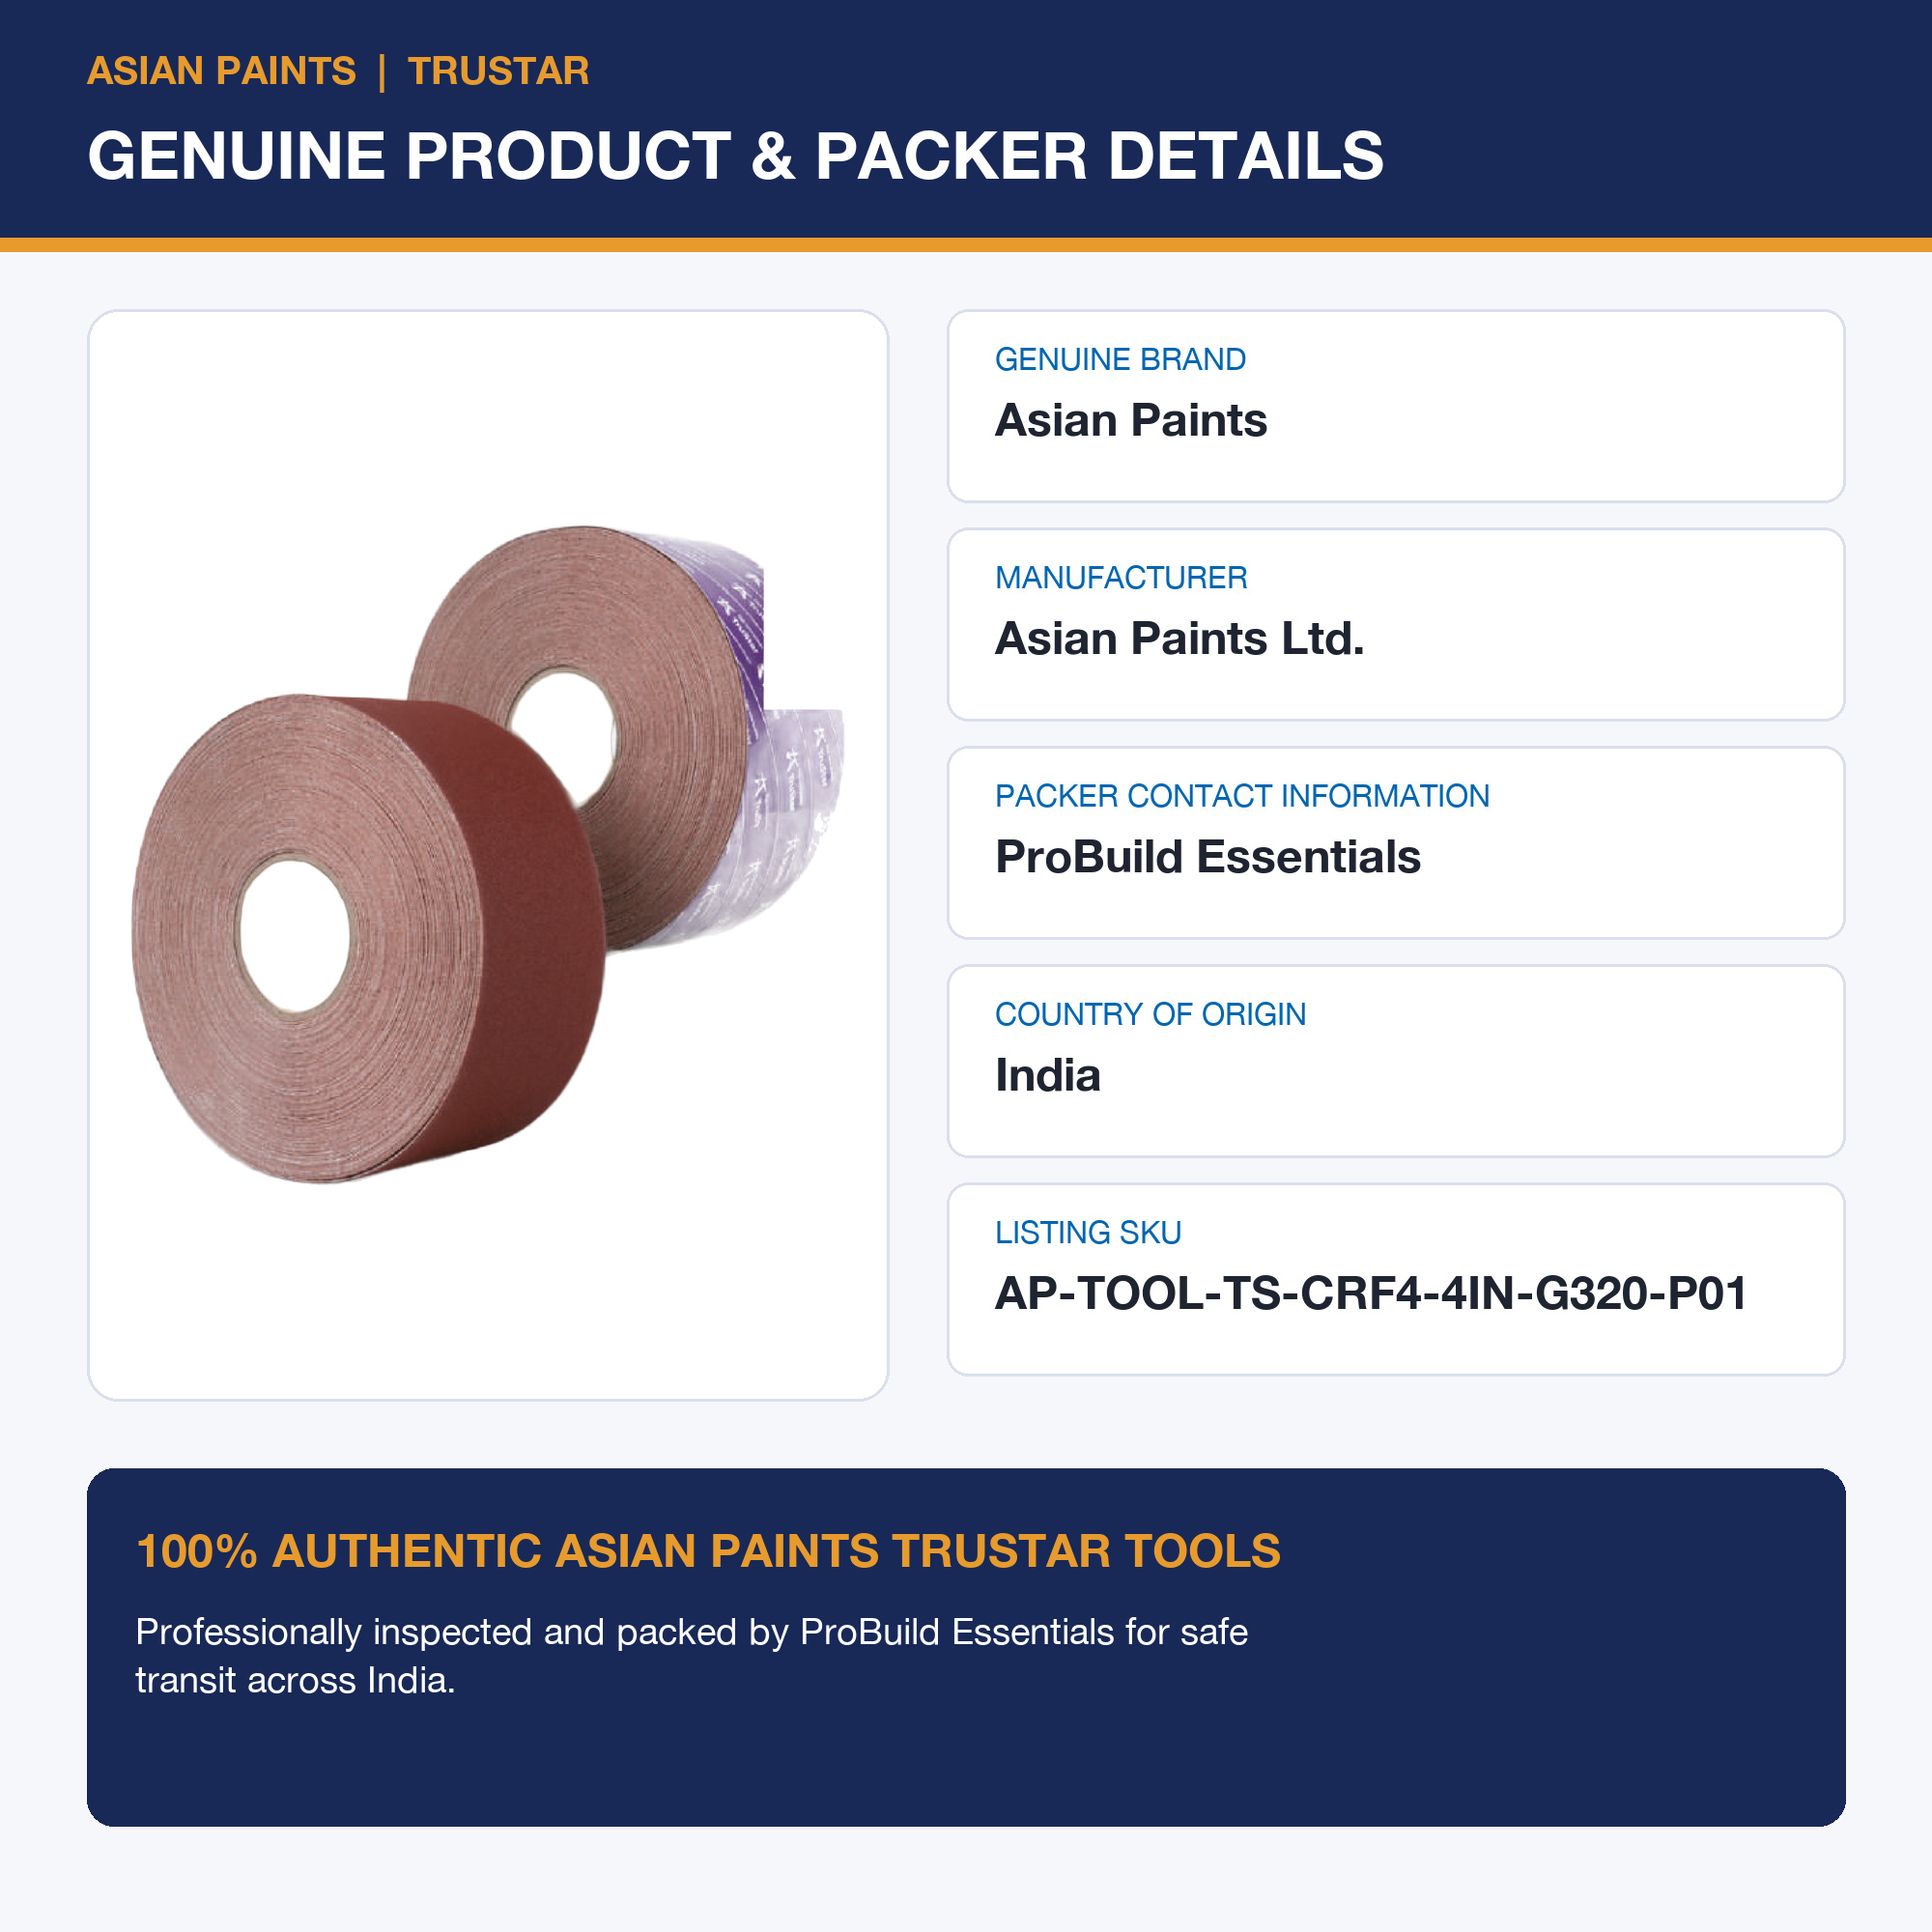 ASIAN PAINTS | TRUSTAR
GENUINE PRODUCT & PACKER DETAILS
GENUINE BRAND
Asian Paints
MANUFACTURER
Asian Paints Ltd.
PACKER CONTACT INFORMATION
ProBuild Essentials
COUNTRY OF ORIGIN
India
LISTING SKU
AP-TOOL-TS-CRF4-4IN-G320-P01
100% AUTHENTIC ASIAN PAINTS TRUSTAR TOOLS
Professionally inspected and packed by ProBuild Essentials for safe
transit across India.